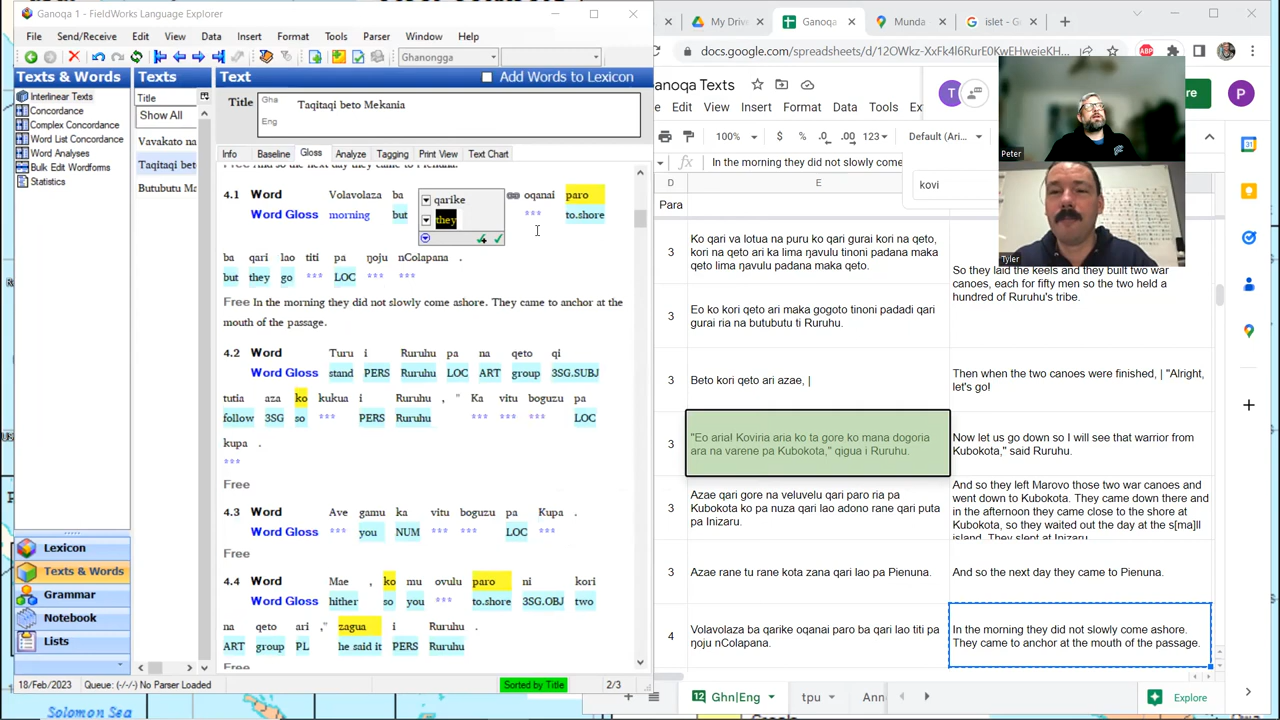 FieldWorks Language Explorer
File Send/Receive Edit View Data Insert Format Tools Parser Window Help
Ghanongga
Texts & Words
Interlinear Texts
Concordance
Complex Concordance
Word List Concordance
Word Analyses
Bulk Edit Wordforms
Statistics
Lexicon
Texts & Words
Grammar
Notebook
Lists
Texts
Title
Show All
Vavakato na
Taqitaqi beto
Butubutu Ma
Text
Add Words to Lexicon
Title Gha Taqitaqi beto Mekania
Eng
Info Baseline Gloss Analyze Tagging Print View Text Chart
Free And so the next day they came to Pienuna.
4.1 Word Volavolaza ba qarike oqanai paro
Word Gloss morning but they *** to.shore
ba qari lao titi pa ŋoju nColapana .
but they go *** LOC *** ***
Free In the morning they did not slowly come ashore. They came to anchor at the
mouth of the passage.
4.2 Word Turu i Ruruhu pa na qeto qi
Word Gloss stand PERS Ruruhu LOC ART group 3SG.SUBJ
tutia aza ko kukua i Ruruhu , " Ka vitu boguzu pa
follow 3SG so *** PERS Ruruhu *** *** *** LOC
kupa .
***
Free
4.3 Word Ave gamu ka vitu boguzu pa Kupa .
Word Gloss *** you NUM *** *** LOC ***
Free
4.4 Word Mae , ko mu ovulu paro ni kori
Word Gloss hither so you *** to.shore 3SG.OBJ two
na qeto ari ," zagua i Ruruhu .
ART group PL he said it PERS Ruruhu
Free
18/Feb/2023 Queue: (-/-/-) No Parser Loaded Sorted by Title 2/3
Solomon Sea
My Drive Ganoqa Munda islet - G
docs.google.com/spreadsheets/d/
ABP
anoqa Texts
Edit View Insert Format Data Tools
T
P
100% $ % .0 .00 123 Default (Ari...
In the morning they did not slowly come
kovi
D E
Para
3 Ko qari va lotua na puru ko qari gurai kori na qeto,
kori na qeto ari ka lima ŋavulu tinoni padana maka
qeto lima ŋavulu padana maka qeto.
So they laid the keels and they built two war
canoes, each for fifty men so the two held a
hundred of Ruruhu's tribe.
3 Eo ko kori qeto ari maka gogoto tinoni padadi qari
gurai ria na butubutu ti Ruruhu.
3 Beto kori qeto ari azae, |
Then when the two canoes were finished, | "Alright,
let's go!
3 "Eo aria! Koviria aria ko ta gore ko mana dogoria
ara na varene pa Kubokota," qigua i Ruruhu.
Now let us go down so I will see that warrior from
Kubokota," said Ruruhu.
3 Azae qari gore na veluvelu qari paro ria pa
Kubokota ko pa nuza qari lao adono rane qari puta
pa Inizaru.
And so they left Marovo those two war canoes and
went down to Kubokota. They came down there and
in the afternoon they came close to the shore at
Kubokota, so they waited out the day at the s[ma]ll
island. They slept at Inizaru.
3 Azae rane tu rane kota zana qari lao pa Pienuna.
And so the next day they came to Pienuna.
4 Volavolaza ba qarike oqanai paro ba qari lao titi pa
ŋoju nColapana.
In the morning they did not slowly come ashore.
They came to anchor at the mouth of the passage.
12 GhnlEng tpu Ann
Explore
31
Peter
Tyler